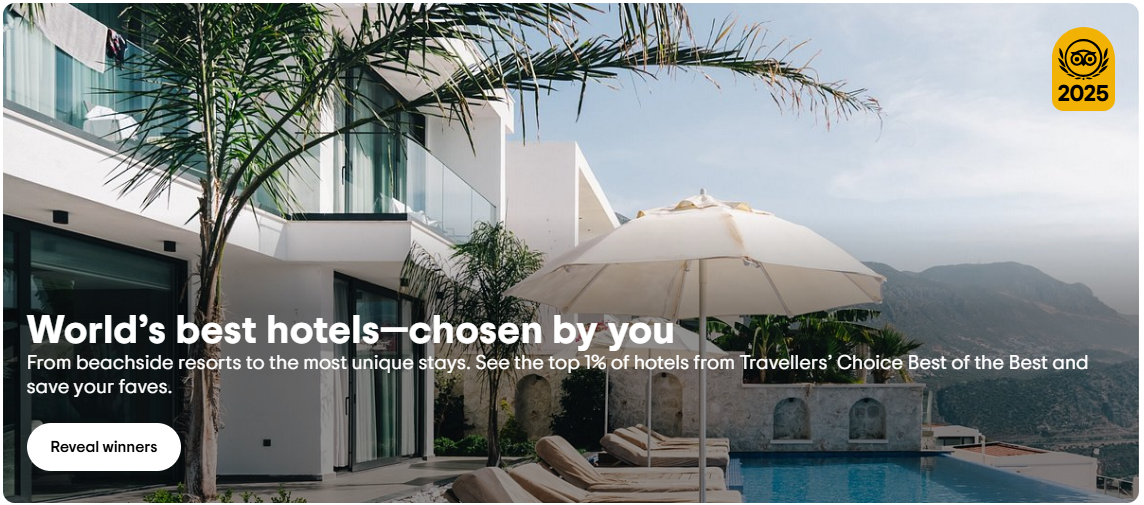 2025
World's best hotels—chosen by you
From beachside resorts to the most unique stays. See the top 1% of hotels from Travellers' Choice Best of the Best and
save your faves.
Reveal winners